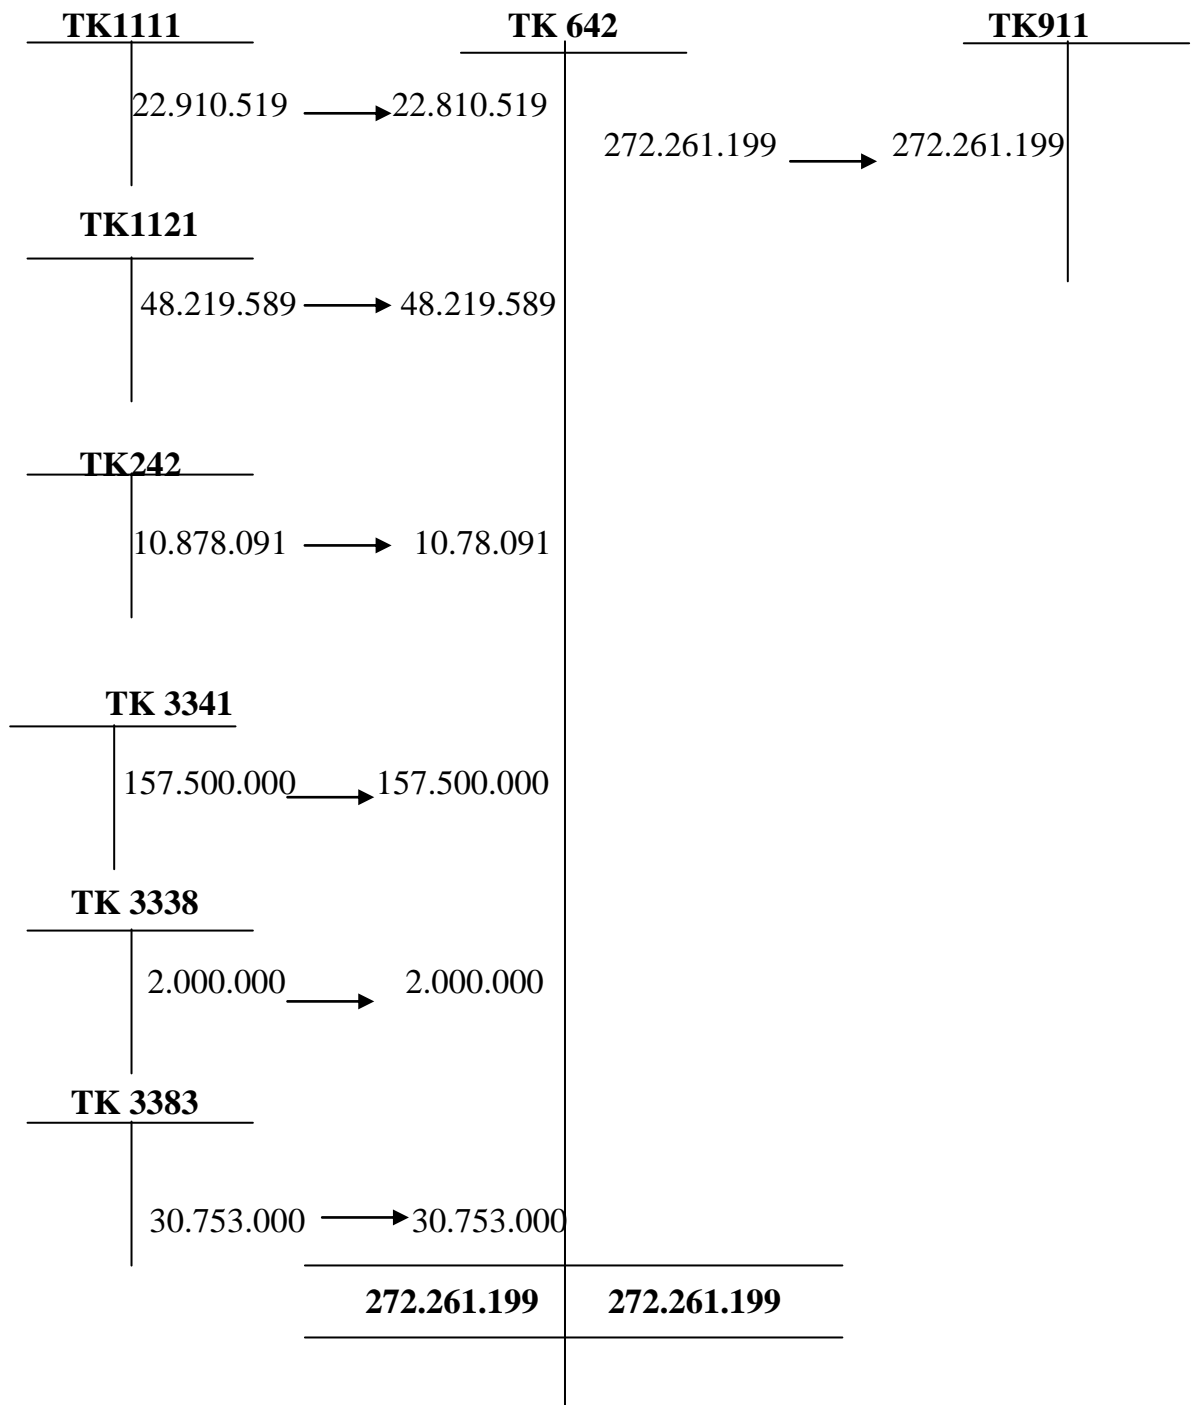 TK1111 TK 642 TK911
22.910.519 22.810.519
272.261.199 272.261.199
TK1121
48.219.589 48.219.589
TK242
10.878.091 10.78.091
TK 3341
157.500.000 157.500.000
TK 3338
2.000.000 2.000.000
TK 3383
30.753.000 30.753.000
272.261.199 272.261.199